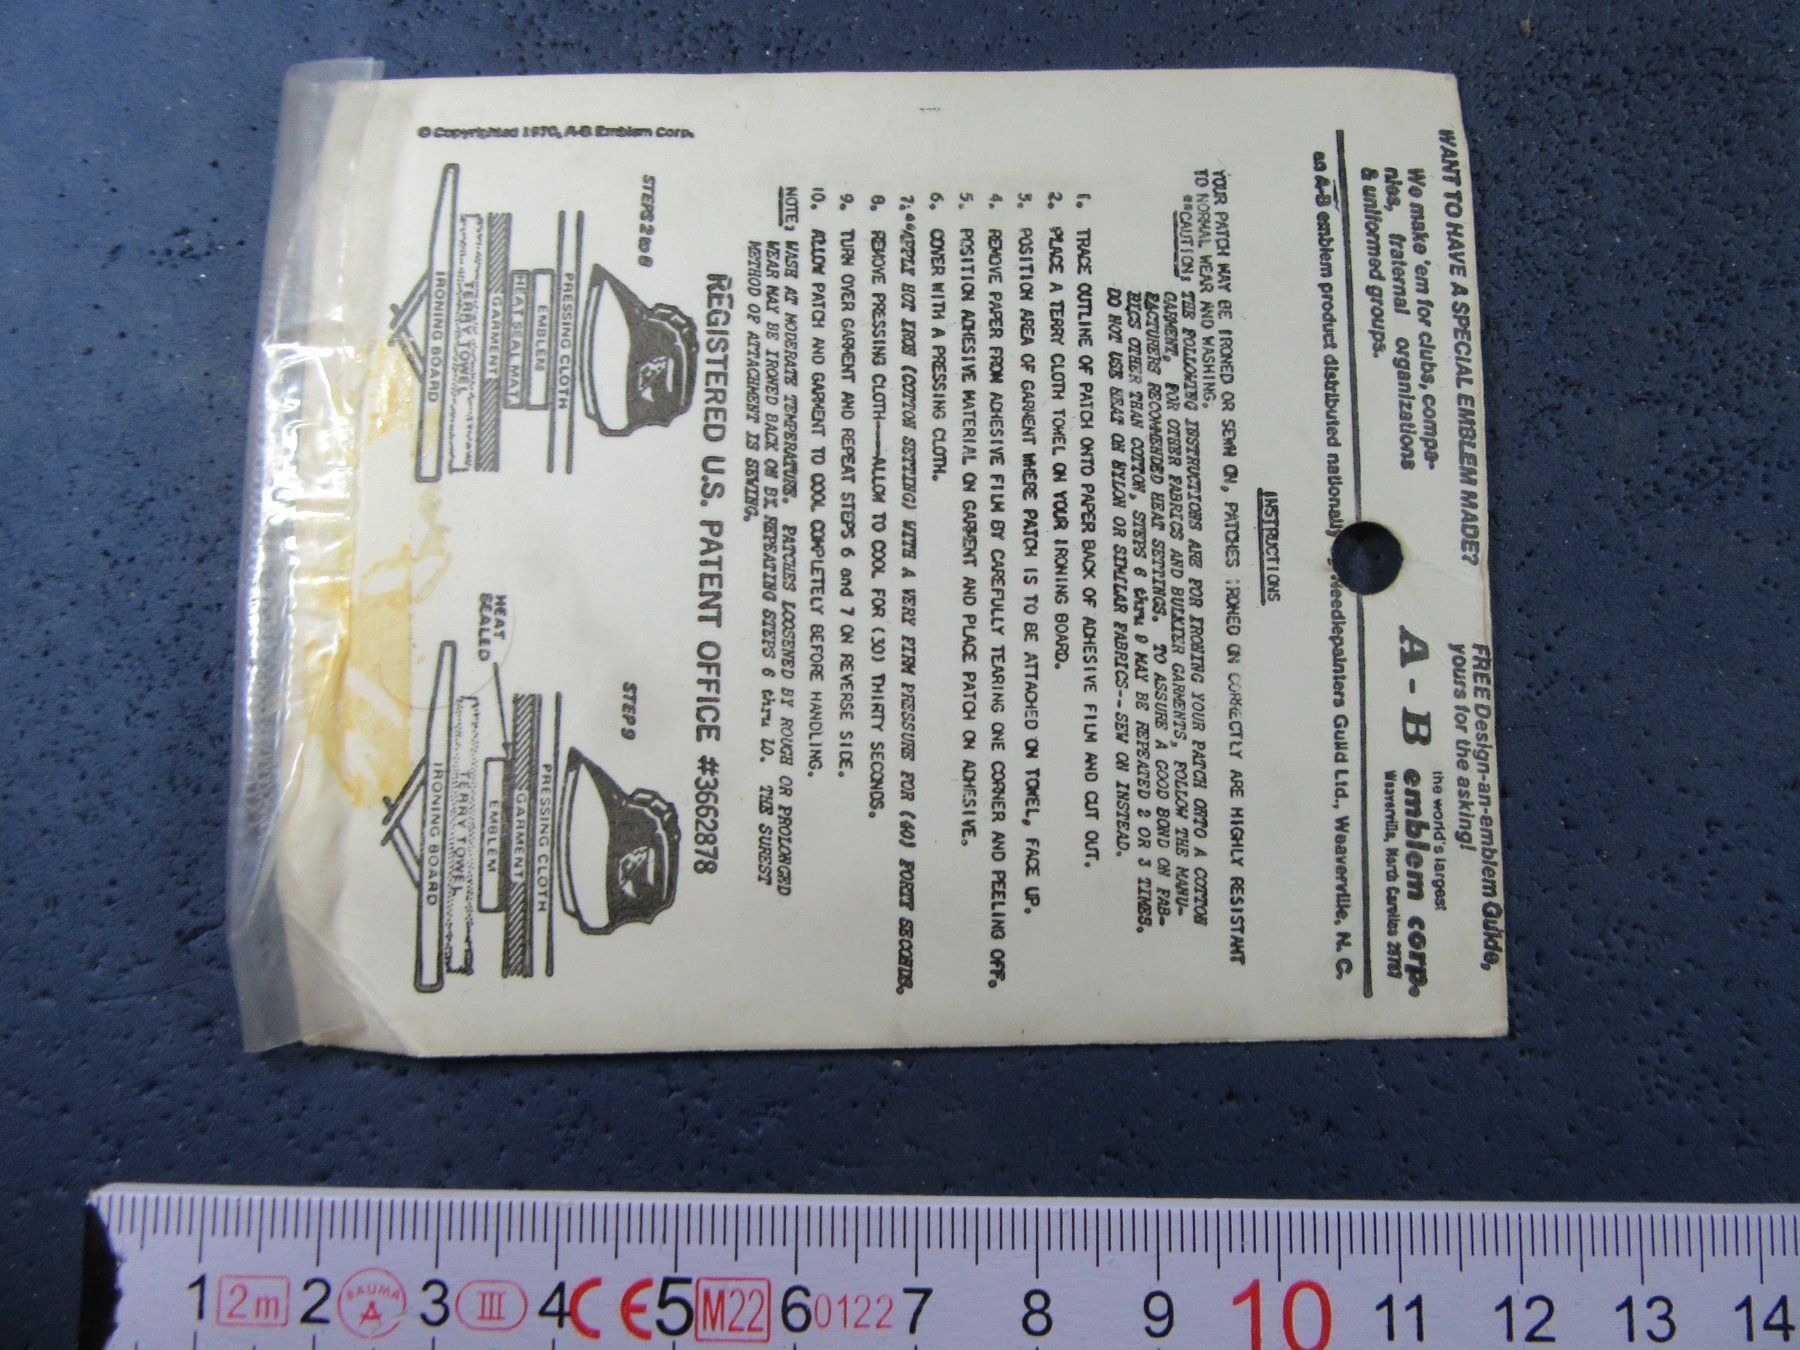 WANT TO HAVE A SPECIAL EMBLEM MADE?
We make 'em for clubs, compa-
nies, fraternal organizations
& uniformed groups.
FREE Design-an-emblem Guide,
yours for the asking!
the world's largest
A-B emblem corp.
Weaverville, North Carolina 28787
an A-B emblem product distributed nationally Needlepainters Guild Ltd., Weaverville, N. C.
INSTRUCTIONS
YOUR PATCH MAY BE IRONED OR SEWN ON, PATCHES IRONED ON CORRECTLY ARE HIGHLY RESISTANT
TO NORMAL WEAR AND WASHING.
**CAUTION: THE FOLLOWING INSTRUCTIONS ARE FOR IRONING YOUR PATCH ONTO A COTTON
GARMENT. FOR OTHER FABRICS AND BULKIER GARMENTS, FOLLOW THE MANU-
FACTURERS RECOMMENDED HEAT SETTINGS. TO ASSURE A GOOD BOND ON FAB-
RICS OTHER THAN COTTON, STEPS 6 thru 9 MAY BE REPEATED 2 OR 3 TIMES.
DO NOT USE HEAT ON NYLON OR SIMILAR FABRICS--SEW ON INSTEAD.
1. TRACE OUTLINE OF PATCH ONTO PAPER BACK OF ADHESIVE FILM AND CUT OUT.
2. PLACE A TERRY CLOTH TOWEL ON YOUR IRONING BOARD.
3. POSITION AREA OF GARMENT WHERE PATCH IS TO BE ATTACHED ON TOWEL, FACE UP.
4. REMOVE PAPER FROM ADHESIVE FILM BY CAREFULLY TEARING ONE CORNER AND PEELING OFF.
5. POSITION ADHESIVE MATERIAL ON GARMENT AND PLACE PATCH ON ADHESIVE.
6. COVER WITH A PRESSING CLOTH.
7. **APPLY HOT IRON (COTTON SETTING) WITH A VERY FIRM PRESSURE FOR (40) FORTY SECONDS.
8. REMOVE PRESSING CLOTH----ALLOW TO COOL FOR (30) THIRTY SECONDS.
9. TURN OVER GARMENT AND REPEAT STEPS 6 and 7 ON REVERSE SIDE.
10. ALLOW PATCH AND GARMENT TO COOL COMPLETELY BEFORE HANDLING.
NOTE: WASH AT MODERATE TEMPERATURE. PATCHES LOOSENED BY ROUGH OR PROLONGED
WEAR MAY BE IRONED BACK ON BY REPEATING STEPS 6 thru 10. THE SUREST
METHOD OF ATTACHMENT IS SEWING.
REGISTERED U.S. PATENT OFFICE #3662878
STEPS 2 to 8
PRESSING CLOTH
EMBLEM
HEAT SEAL MAT
GARMENT
TERRY TOWEL
IRONING BOARD
STEP 9
PRESSING CLOTH
GARMENT
HEAT
SEALED
EMBLEM
TERRY TOWEL
IRONING BOARD
© Copyrighted 1970, A-B Emblem Corp.
1 2m 2 BAUMA A 3 III 4 CE 5 M22 6 0122 7 8 9 10 11 12 13 14